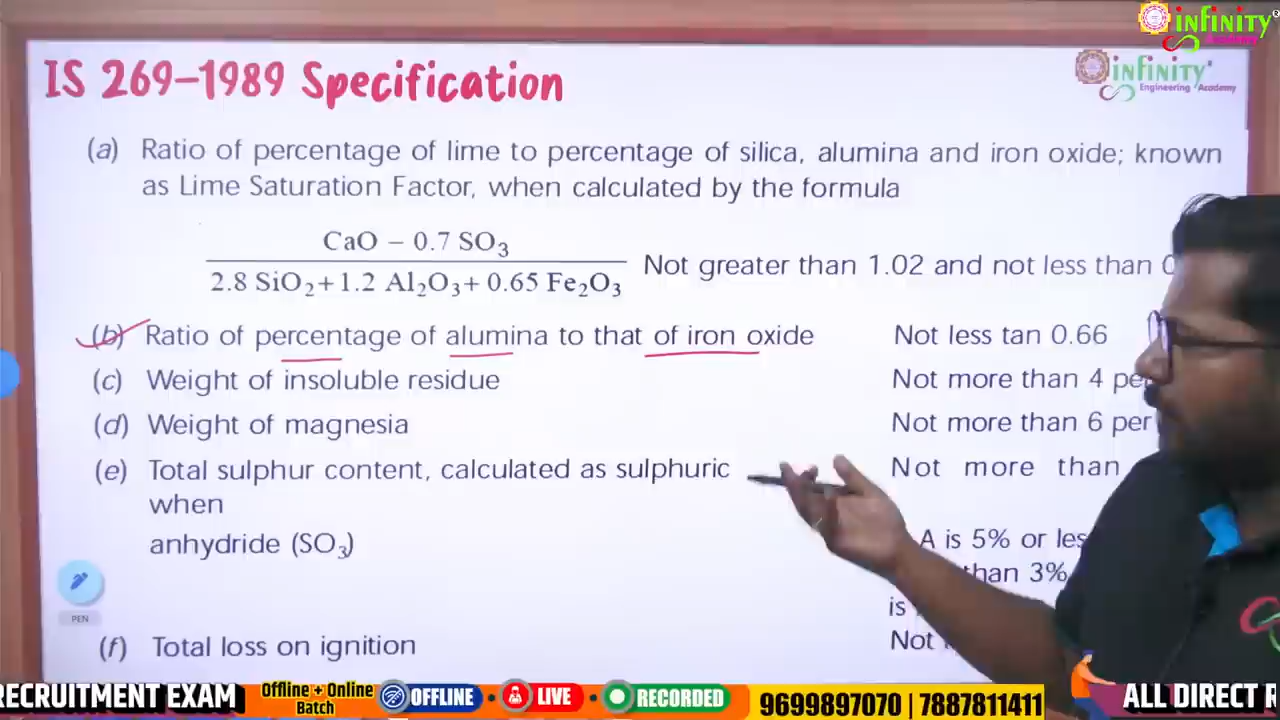 infinity
Academy
IS 269-1989 Specification
infinity
Engineering Academy
(a) Ratio of percentage of lime to percentage of silica, alumina and iron oxide; known
as Lime Saturation Factor, when calculated by the formula
CaO – 0.7 SO₃
2.8 SiO₂+1.2 Al₂O₃+ 0.65 Fe₂O₃ Not greater than 1.02 and not less than
(b) Ratio of percentage of alumina to that of iron oxide Not less tan 0.66
(c) Weight of insoluble residue Not more than 4
(d) Weight of magnesia Not more than 6 per
(e) Total sulphur content, calculated as sulphuric Not more than
when
A is 5% or
anhydride (SO₃)
than 3%
is
PEN
(f) Total loss on ignition Not
RECRUITMENT EXAM Offline + Online Batch OFFLINE • LIVE • RECORDED 9699897070 | 7887811411 ALL DIRECT